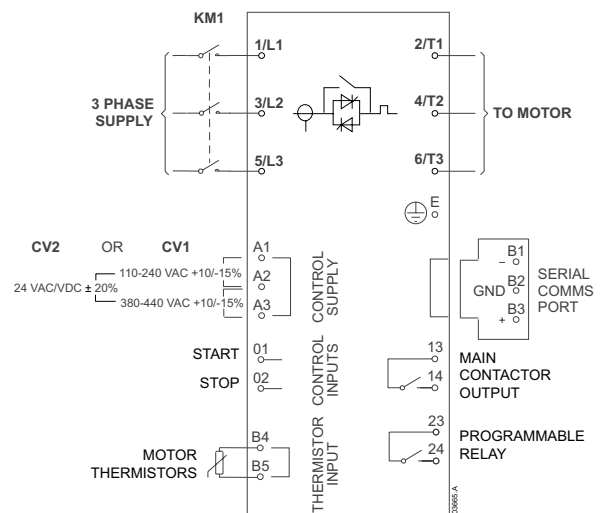 KM1
1/L1
2/T1
3 PHASE
SUPPLY
3/L2
4/T2
TO MOTOR
5/L3
6/T3
E
CV2 OR CV1
24 VAC/VDC ± 20%
110-240 VAC +10/-15%
380-440 VAC +10/-15%
A1
A2
A3
CONTROL
SUPPLY
B1
–
GND B2
+ B3
SERIAL
COMMS
PORT
START 01
STOP 02
CONTROL
INPUTS
13
14
MAIN
CONTACTOR
OUTPUT
MOTOR
THERMISTORS
B4
B5
THERMISTOR
INPUT
23
24
PROGRAMMABLE
RELAY